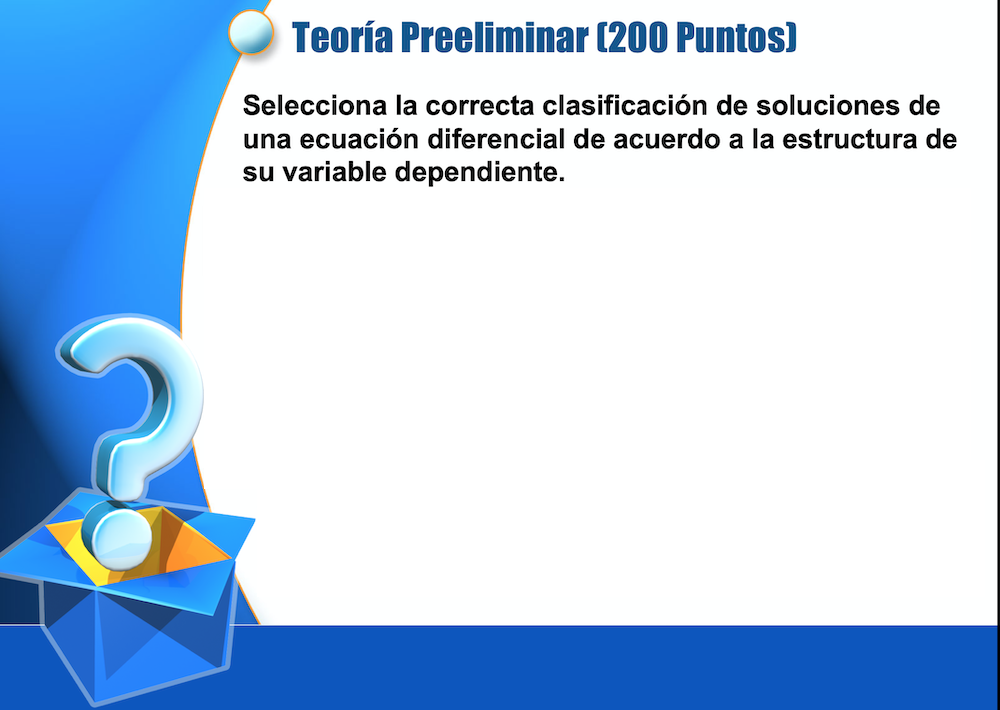 Teoría Preeliminar (200 Puntos)
Selecciona la correcta clasificación de soluciones de
una ecuación diferencial de acuerdo a la estructura de
su variable dependiente.